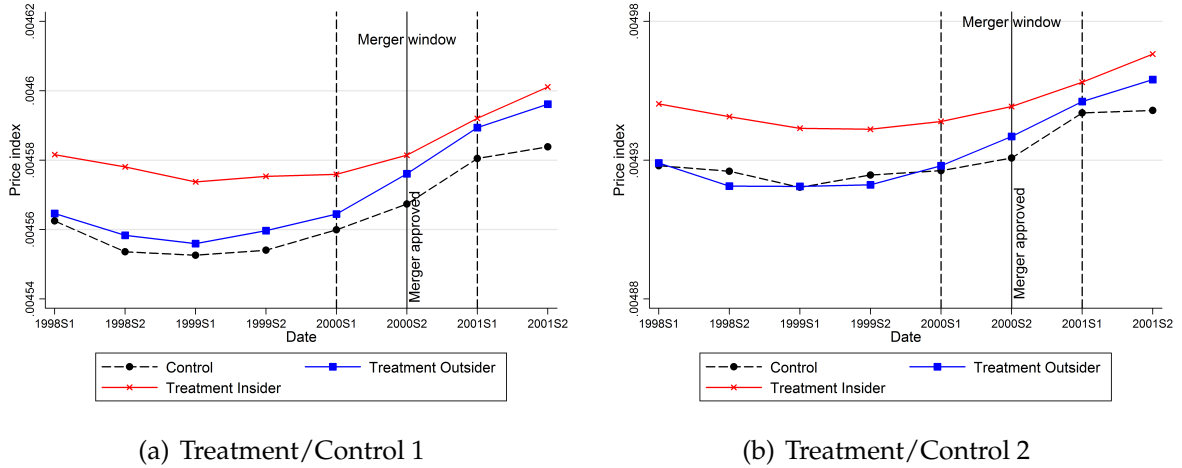 .00462
.0046
.00458
.00456
.00454
Price index
Merger window
Merger approved
1998S1 1998S2 1999S1 1999S2 2000S1 2000S2 2001S1 2001S2
Date
Control Treatment Outsider
Treatment Insider
(a) Treatment/Control 1
.00498
.00493
.00488
Price index
Merger window
Merger approved
1998S1 1998S2 1999S1 1999S2 2000S1 2000S2 2001S1 2001S2
Date
Control Treatment Outsider
Treatment Insider
(b) Treatment/Control 2